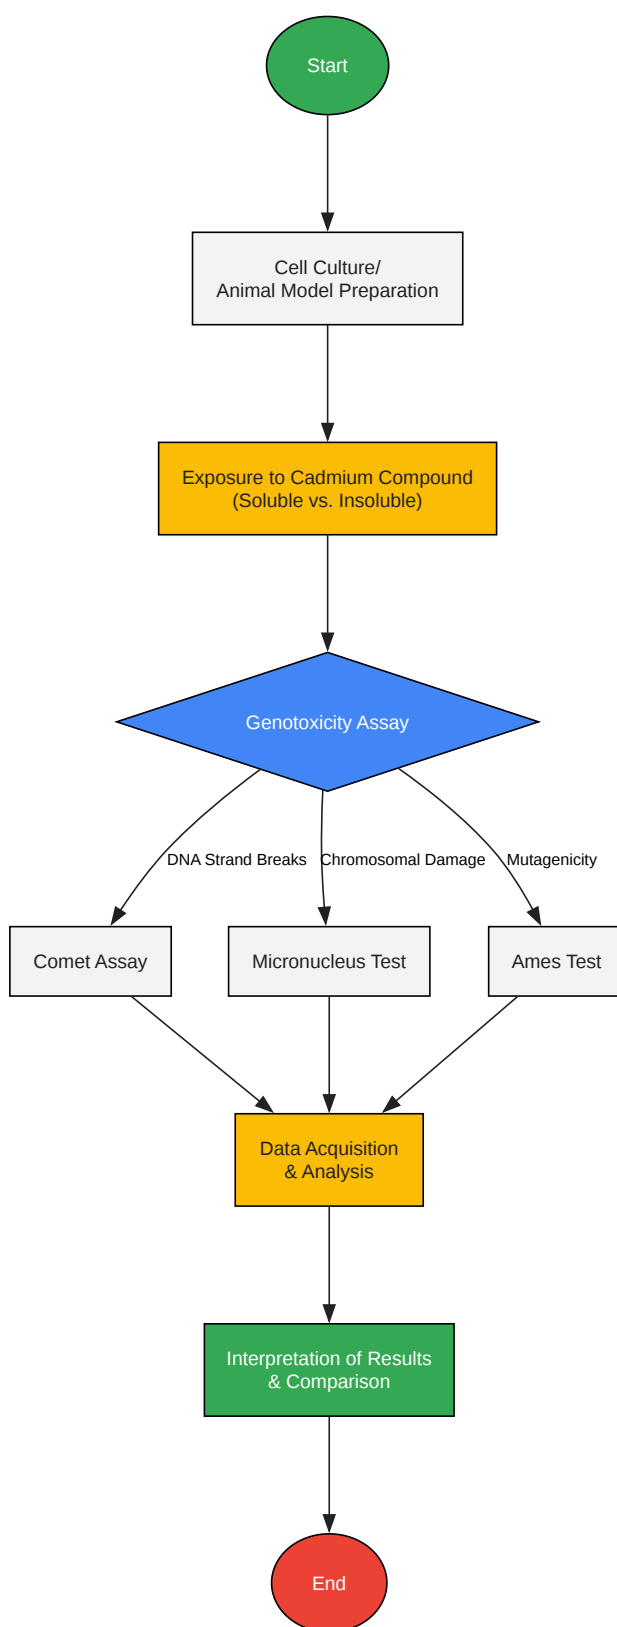 Start
Cell Culture/
Animal Model Preparation
Exposure to Cadmium Compound
(Soluble vs. Insoluble)
Genotoxicity Assay
DNA Strand Breaks
Chromosomal Damage
Mutagenicity
Comet Assay
Micronucleus Test
Ames Test
Data Acquisition
& Analysis
Interpretation of Results
& Comparison
End